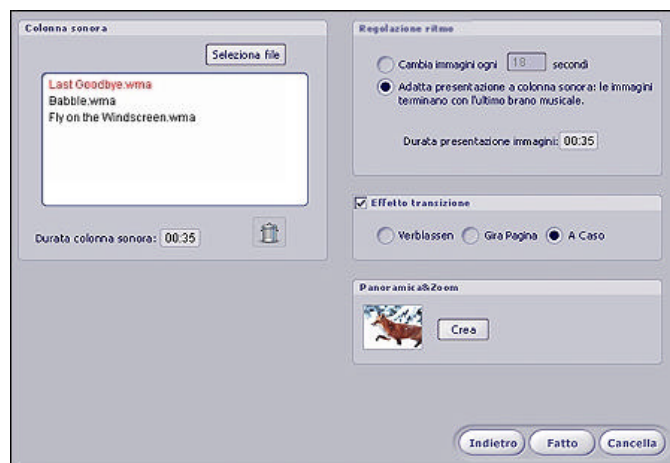 Colonna sonora
Seleziona file
Last Goodbye.wma
Babble.wma
Fly on the Windscreen.wma
Durata colonna sonora: 00:35
Regolazione ritmo
Cambia immagini ogni 18 secondi
Adatta presentazione a colonna sonora: le immagini
terminano con l'ultimo brano musicale.
Durata presentazione immagini: 00:35
Effetto transizione
Verblassen Gira Pagina A Caso
Panoramica&Zoom
Crea
Indietro Fatto Cancella